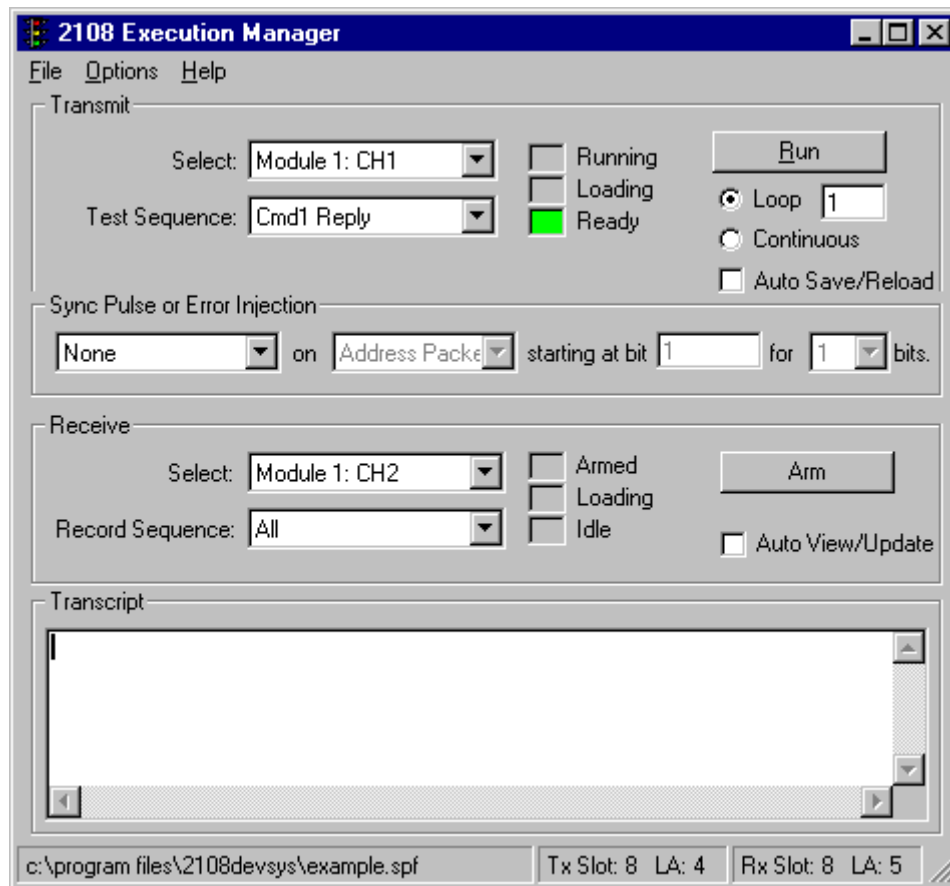 2108 Execution Manager
File Options Help
Transmit
Select: Module 1: CH1
Running
Run
Loading
Loop 1
Test Sequence: Cmd1 Reply
Ready
Continuous
Auto Save/Reload
Sync Pulse or Error Injection
None on Address Packe starting at bit 1 for 1 bits.
Receive
Select: Module 1: CH2
Armed
Arm
Loading
Record Sequence: All
Idle
Auto View/Update
Transcript
c:\program files\2108devsys\example.spf Tx Slot: 8 LA: 4 Rx Slot: 8 LA: 5